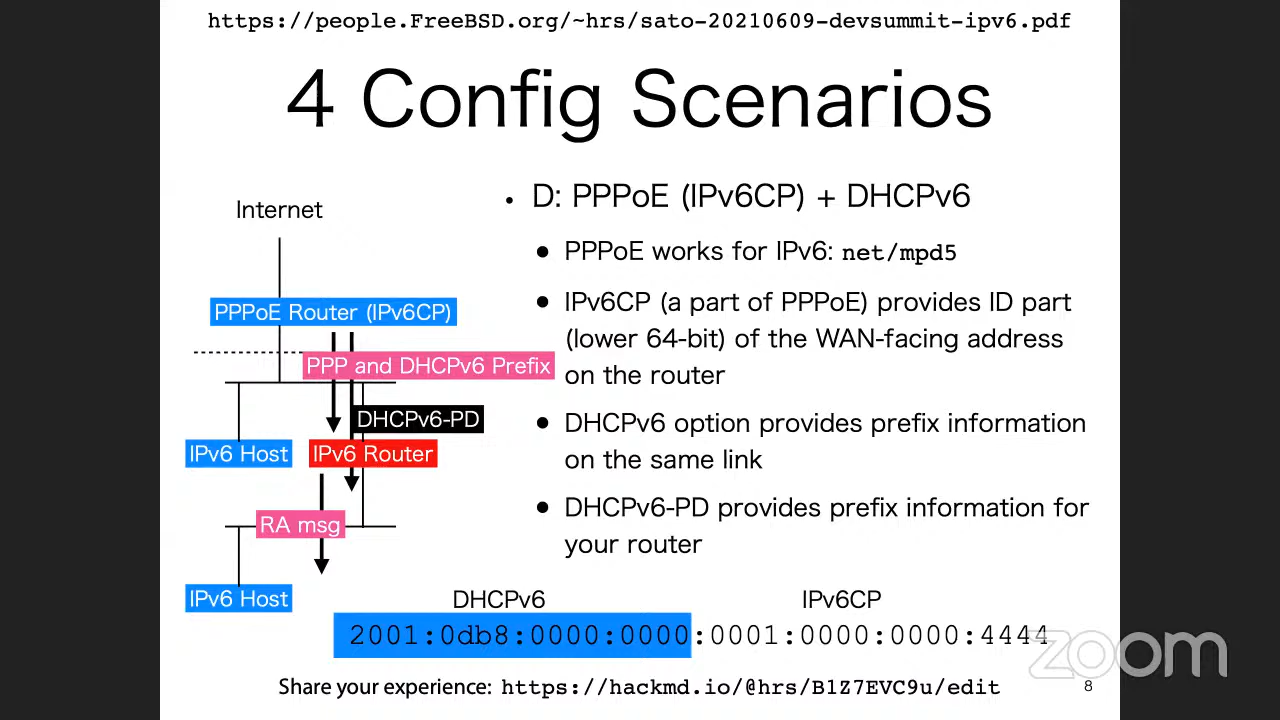 https://people.FreeBSD.org/~hrs/sato-20210609-devsummit-ipv6.pdf
4 Config Scenarios
Internet
PPPoE Router (IPv6CP)
PPP and DHCPv6 Prefix
DHCPv6-PD
IPv6 Host
IPv6 Router
RA msg
IPv6 Host
• D: PPPoE (IPv6CP) + DHCPv6
● PPPoE works for IPv6: net/mpd5
● IPv6CP (a part of PPPoE) provides ID part
(lower 64-bit) of the WAN-facing address
on the router
● DHCPv6 option provides prefix information
on the same link
● DHCPv6-PD provides prefix information for
your router
DHCPv6
IPv6CP
2001:0db8:0000:0000:0001:0000:0000:4444
zoom
Share your experience: https://hackmd.io/@hrs/B1Z7EVC9u/edit
8